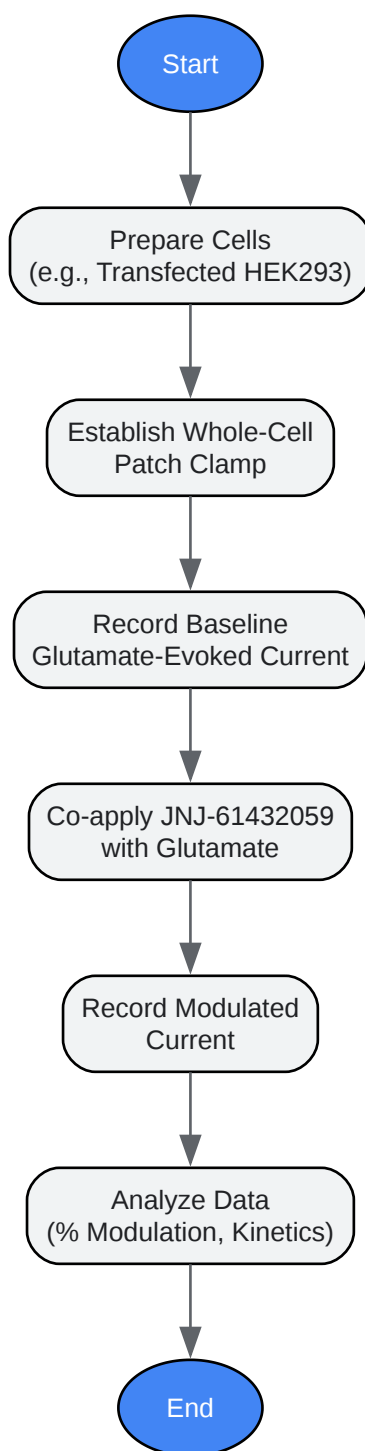 Start
Prepare Cells
(e.g., Transfected HEK293)
Establish Whole-Cell
Patch Clamp
Record Baseline
Glutamate-Evoked Current
Co-apply JNJ-61432059
with Glutamate
Record Modulated
Current
Analyze Data
(% Modulation, Kinetics)
End